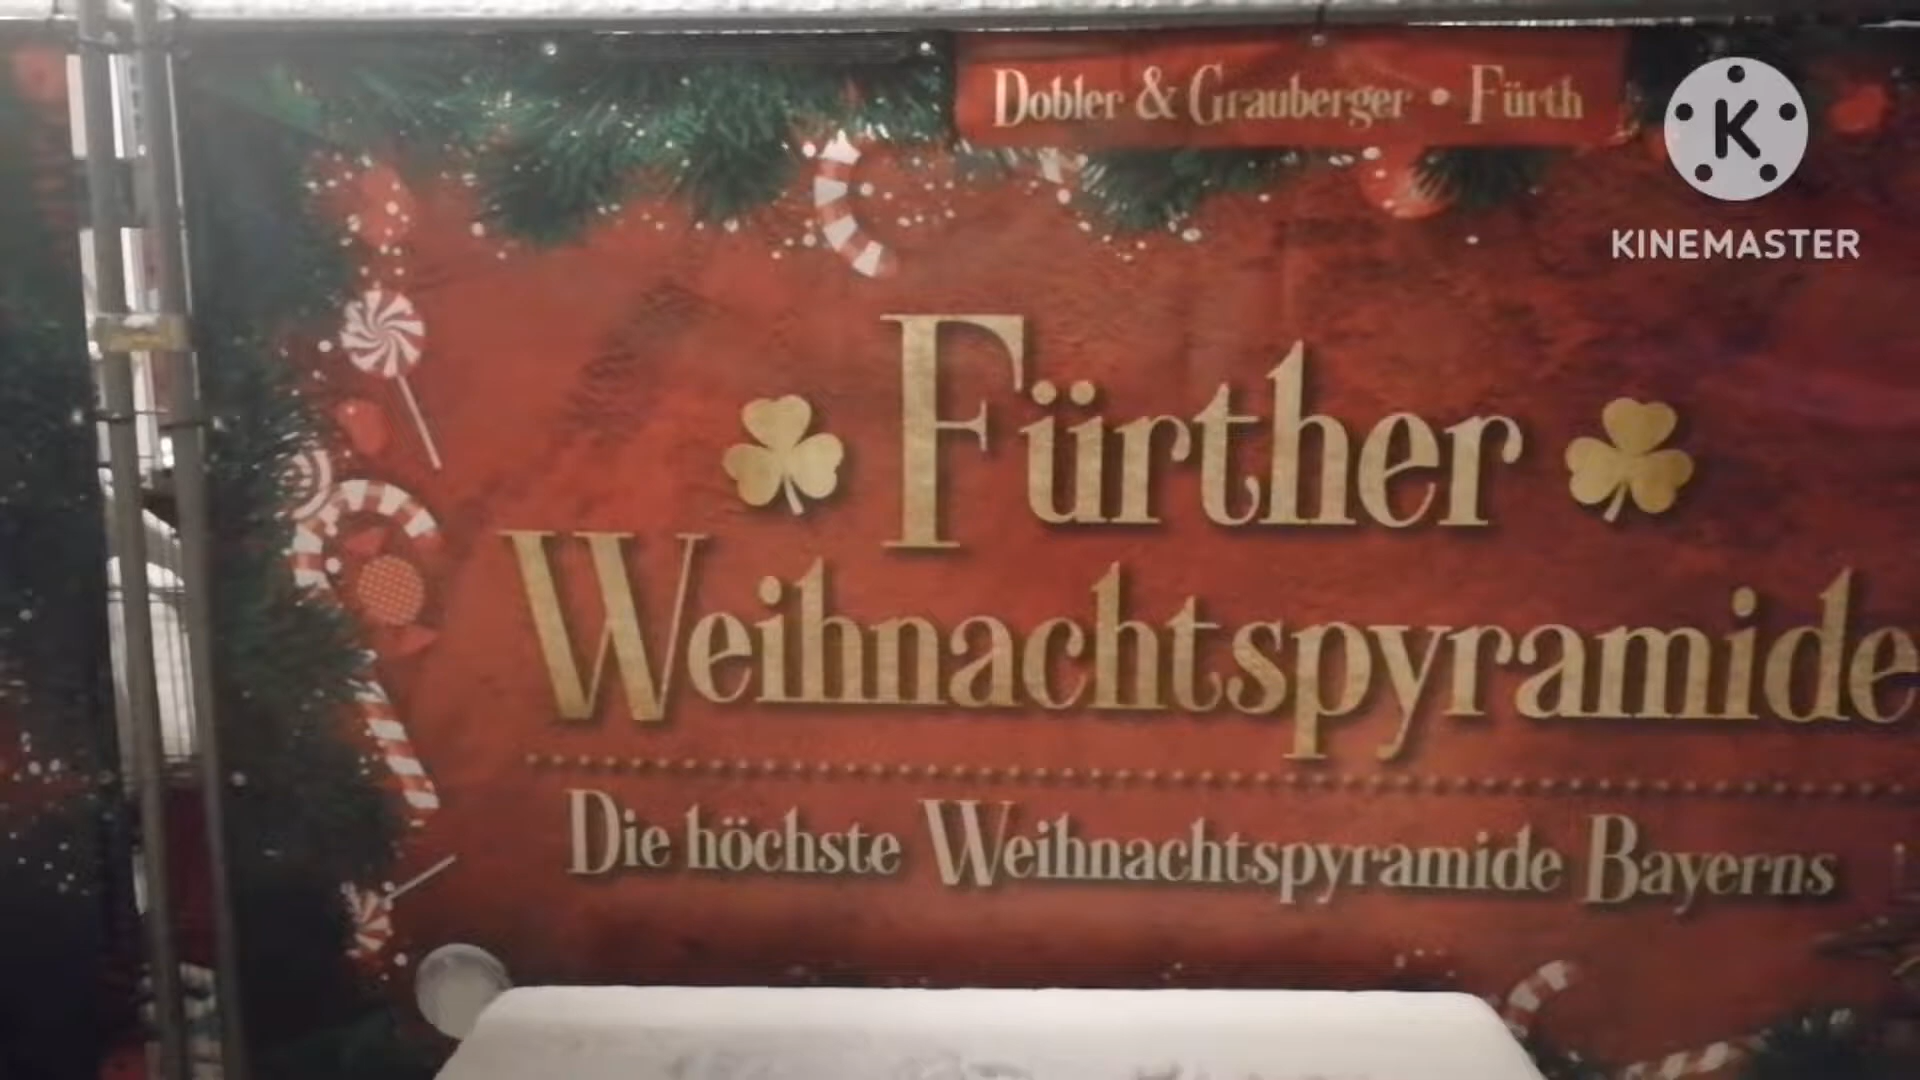 Dobler & Grauberger • Fürth
K
KINEMASTER
Fürther
Weihnachtspyramide
Die höchste Weihnachtspyramide Bayerns